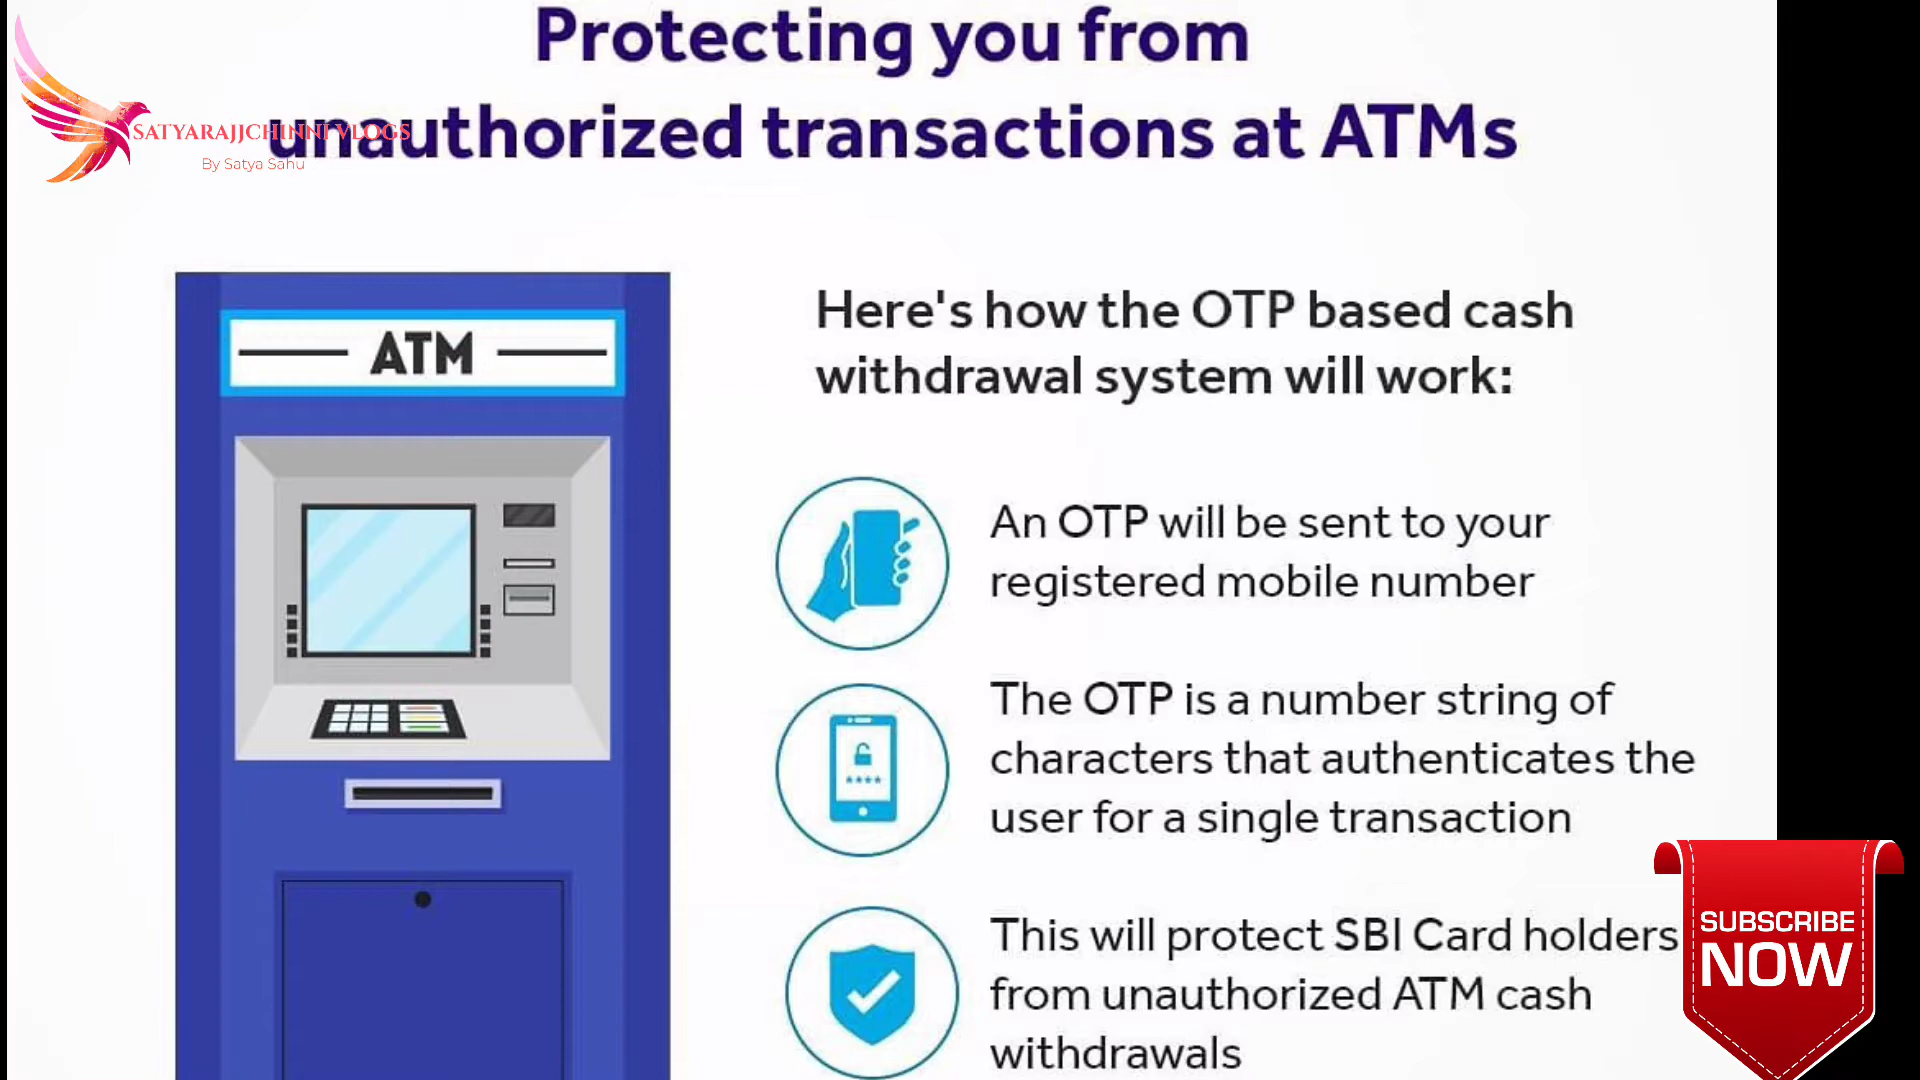 Protecting you from
unauthorized transactions at ATMs
SATYARAJJCHINNI VLOGS
By Satya Sahu
ATM
Here's how the OTP based cash
withdrawal system will work:
An OTP will be sent to your
registered mobile number
The OTP is a number string of
characters that authenticates the
user for a single transaction
This will protect SBI Card holders
from unauthorized ATM cash
withdrawals
SUBSCRIBE
NOW